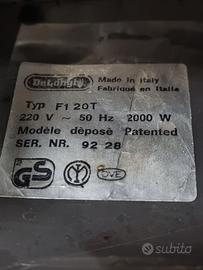 DeLonghi
Made in Italy
Fabriqué en Italie
Typ F1 20T
220 V ~ 50 Hz 2000 W
Modèle déposé Patented
SER. NR. 92 28
GS
OVE
subito